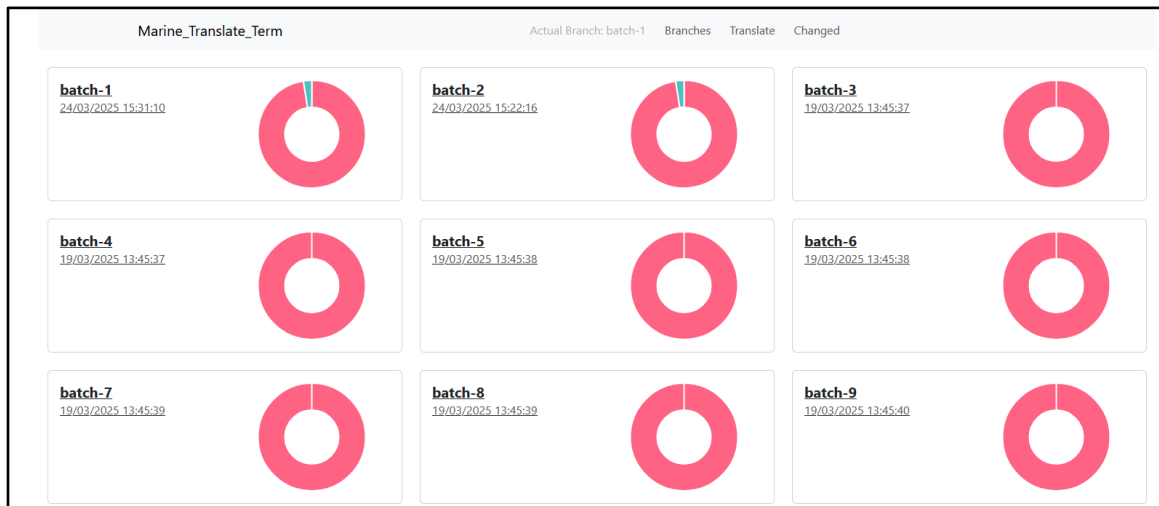 Marine_Translate_Term Actual Branch: batch-1 Branches Translate Changed
batch-1
24/03/2025 15:31:10
batch-2
24/03/2025 15:22:16
batch-3
19/03/2025 13:45:37
batch-4
19/03/2025 13:45:37
batch-5
19/03/2025 13:45:38
batch-6
19/03/2025 13:45:38
batch-7
19/03/2025 13:45:39
batch-8
19/03/2025 13:45:39
batch-9
19/03/2025 13:45:40